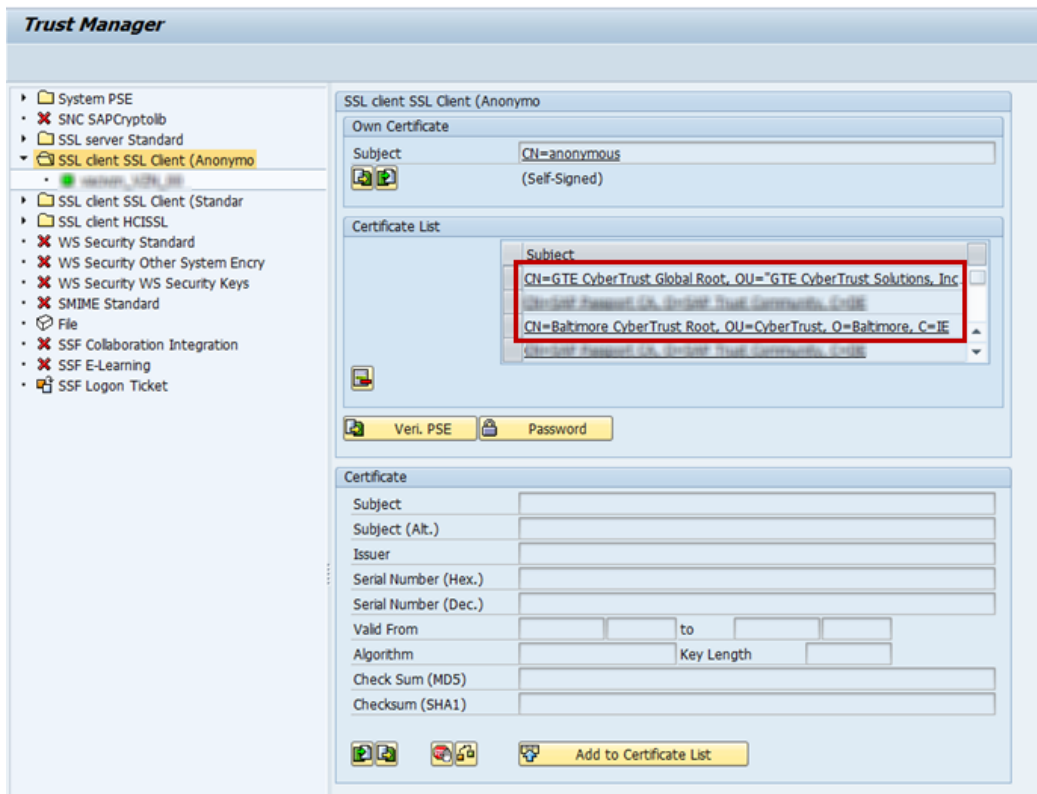 Trust Manager
System PSE
SNC SAPCryptolib
SSL server Standard
SSL client SSL Client (Anonymo
SSL client SSL Client (Standar
SSL client HCISSL
WS Security Standard
WS Security Other System Encry
WS Security WS Security Keys
SMIME Standard
File
SSF Collaboration Integration
SSF E-Learning
SSF Logon Ticket
SSL client SSL Client (Anonymo
Own Certificate
Subject CN=anonymous
(Self-Signed)
Certificate List
Subject
CN=GTE CyberTrust Global Root, OU="GTE CyberTrust Solutions, Inc.
CN=Baltimore CyberTrust Root, OU=CyberTrust, O=Baltimore, C=IE
Veri. PSE Password
Certificate
Subject
Subject (Alt.)
Issuer
Serial Number (Hex.)
Serial Number (Dec.)
Valid From to
Algorithm Key Length
Check Sum (MD5)
Checksum (SHA1)
Add to Certificate List